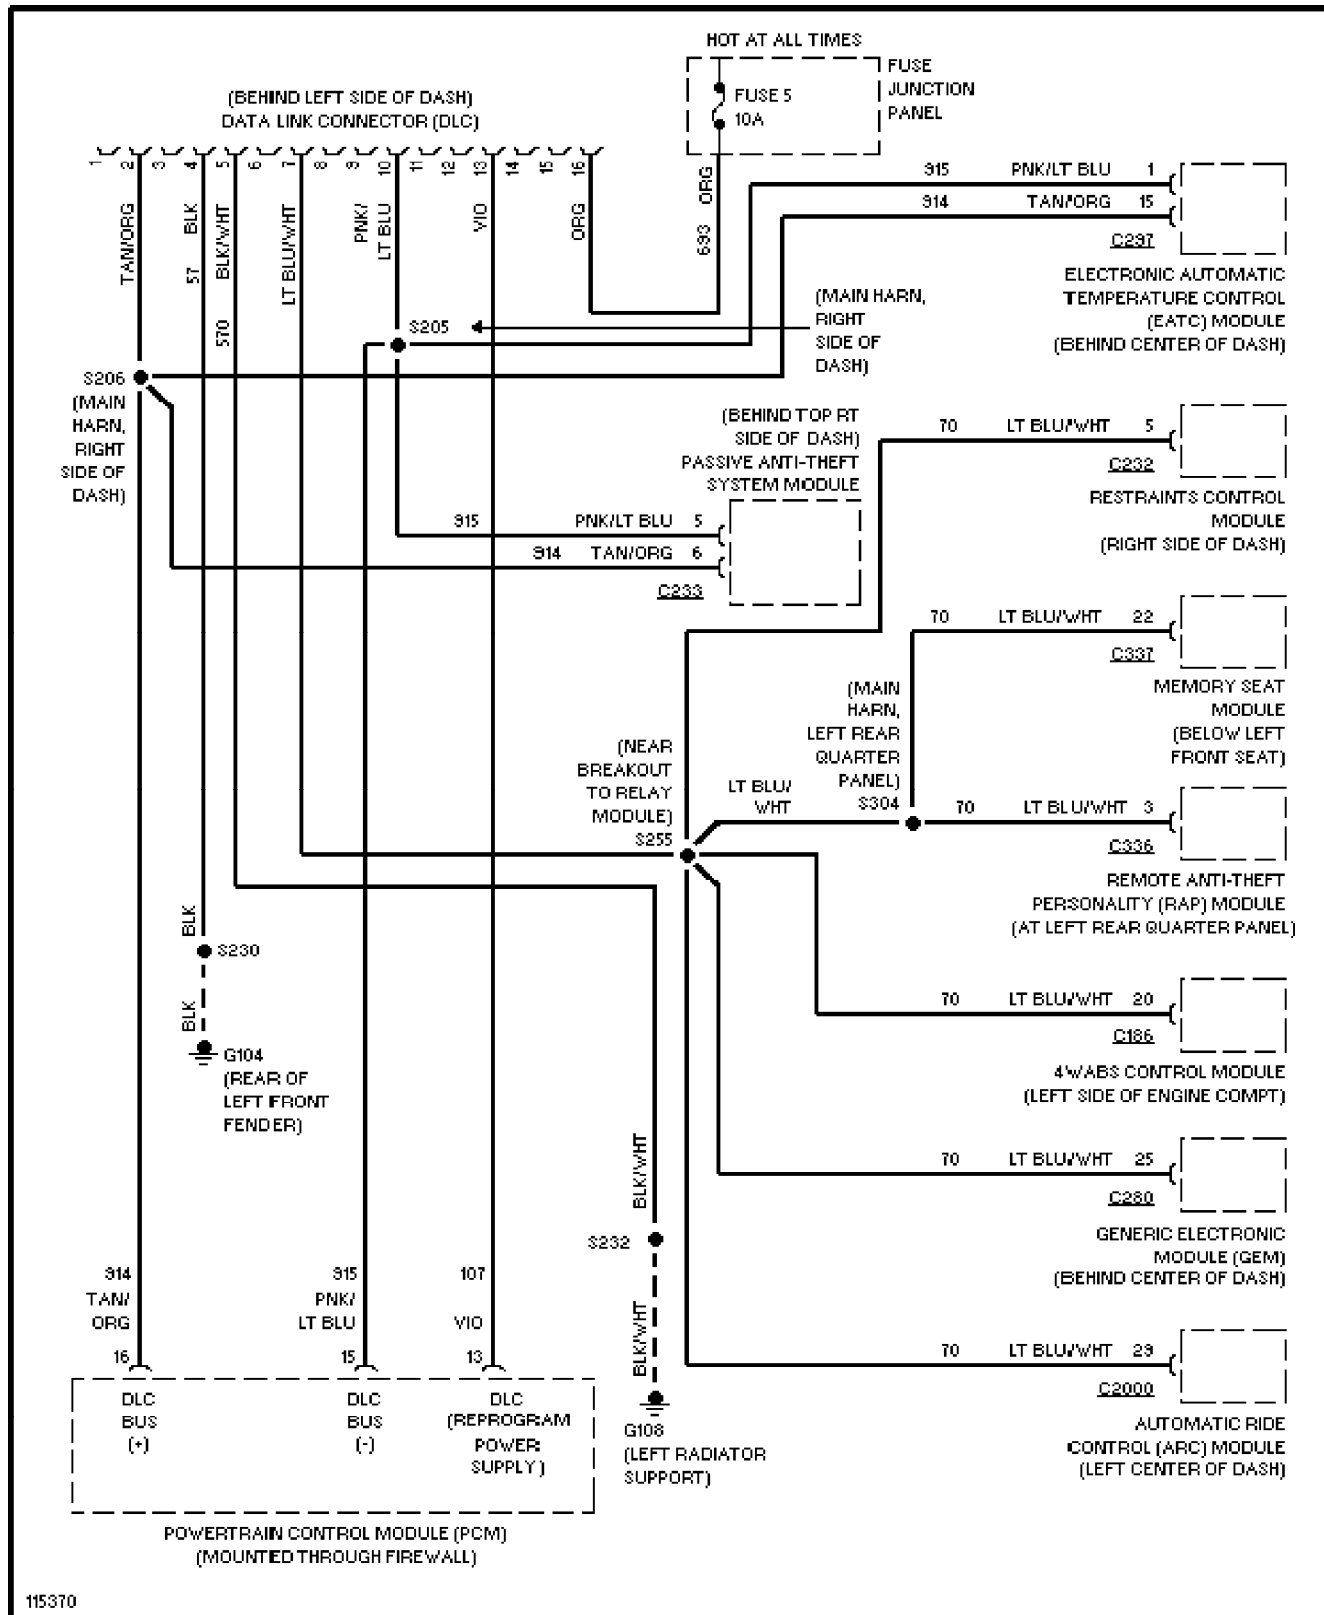 HOT AT ALL TIMES
FUSE
JUNCTION
PANEL
FUSE 5
10A
(BEHIND LEFT SIDE OF DASH)
DATA LINK CONNECTOR (DLC)
1
2
3
4
5
6
7
8
9
10
11
12
13
14
15
16
TAN/ORG
57
BLK
570
BLK/WHT
LT BLU/WHT
PNK/
LT BLU
VIO
ORG
693
ORG
915 PNK/LT BLU 1
914 TAN/ORG 15
C297
ELECTRONIC AUTOMATIC
TEMPERATURE CONTROL
(EATC) MODULE
(BEHIND CENTER OF DASH)
S205
(MAIN HARN,
RIGHT
SIDE OF
DASH)
S206
(MAIN
HARN,
RIGHT
SIDE OF
DASH)
(BEHIND TOP RT
SIDE OF DASH)
PASSIVE ANTI-THEFT
SYSTEM MODULE
915 PNK/LT BLU 5
914 TAN/ORG 6
C233
70 LT BLU/WHT 5
C232
RESTRAINTS CONTROL
MODULE
(RIGHT SIDE OF DASH)
70 LT BLU/WHT 22
C337
MEMORY SEAT
MODULE
(BELOW LEFT
FRONT SEAT)
(MAIN
HARN,
LEFT REAR
QUARTER
PANEL)
S304
(NEAR
BREAKOUT
TO RELAY
MODULE)
S255
LT BLU/
WHT
70 LT BLU/WHT 3
C336
REMOTE ANTI-THEFT
PERSONALITY (RAP) MODULE
(AT LEFT REAR QUARTER PANEL)
BLK
S230
BLK
G104
(REAR OF
LEFT FRONT
FENDER)
70 LT BLU/WHT 20
C186
4WABS CONTROL MODULE
(LEFT SIDE OF ENGINE COMPT)
70 LT BLU/WHT 25
C280
GENERIC ELECTRONIC
MODULE (GEM)
(BEHIND CENTER OF DASH)
BLK/WHT
S232
BLK/WHT
G108
(LEFT RADIATOR
SUPPORT)
70 LT BLU/WHT 29
C2000
AUTOMATIC RIDE
CONTROL (ARC) MODULE
(LEFT CENTER OF DASH)
914
TAN/
ORG
16
915
PNK/
LT BLU
15
107
VIO
13
DLC
BUS
(+)
DLC
BUS
(-)
DLC
(REPROGRAM
POWER
SUPPLY)
POWERTRAIN CONTROL MODULE (PCM)
(MOUNTED THROUGH FIREWALL)
115370